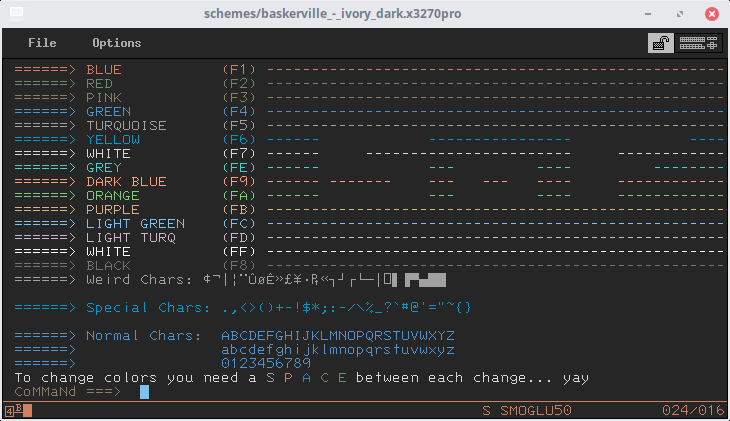 schemes/baskerville_-_ivory_dark.x3270pro
File Options
======> BLUE (F1) ----------------------------------------------------------
======> RED (F2) ----------------------------------------------------------
======> PINK (F3) ----------------------------------------------------------
======> GREEN (F4) ----------------------------------------------------------
======> TURQUOISE (F5) ----------------------------------------------------------
======> YELLOW (F6) ------- --- --- ------
======> WHITE (F7) ------- --------------- --------------
======> GREY (FE) ------- --- --- ------
======> DARK BLUE (F9) ------- --- --- ------
======> ORANGE (FA) ------- --- --- ------
======> PURPLE (FB) ------- --- --- ------
======> LIGHT GREEN (FC) ----------------------------------------------------------
======> LIGHT TURQ (FD) ----------------------------------------------------------
======> WHITE (FF) ----------------------------------------------------------
======> BLACK (F8) ----------------------------------------------------------
======> Weird Chars:
======> Special Chars: .,<>()+-!$*;:-/\%_?`#@'="~{}
======> Normal Chars: ABCDEFGHIJKLMNOPQRSTUVWXYZ
======> abcdefghijklmnopqrstuvwxyz
======> 0123456789
To change colors you need a S P A C E between each change... yay
CoMMaNd ===>
4 B S SMOGLU50 024/016